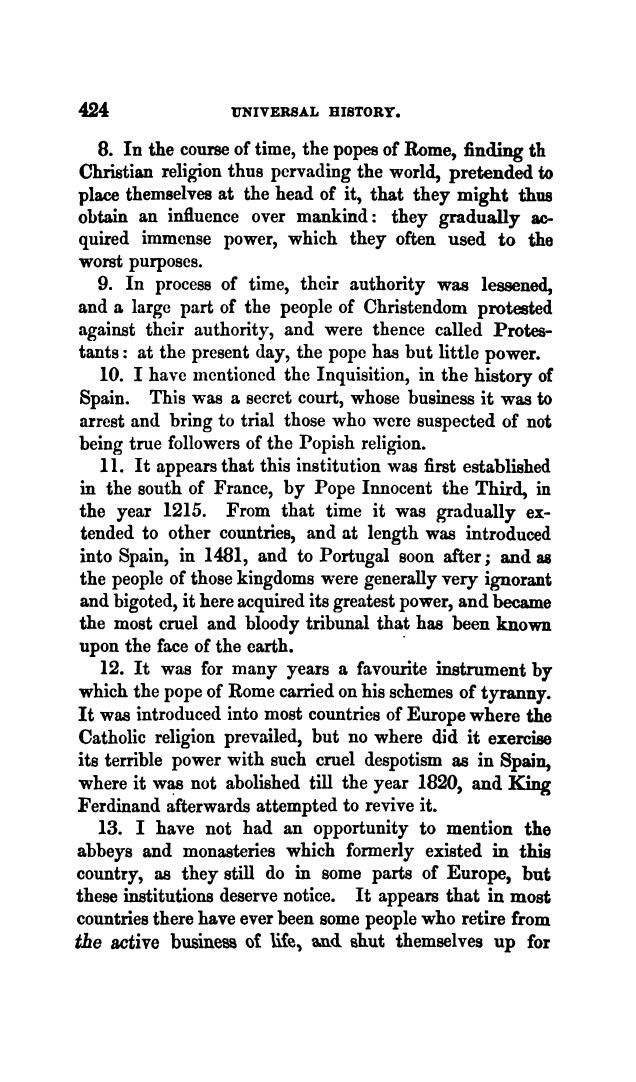 424 UNIVERSAL HISTORY.
8. In the course of time, the popes of Rome, finding th
Christian religion thus pervading the world, pretended to
place themselves at the head of it, that they might thus
obtain an influence over mankind: they gradually ac-
quired immense power, which they often used to the
worst purposes.
9. In process of time, their authority was lessened,
and a large part of the people of Christendom protested
against their authority, and were thence called Protes-
tants: at the present day, the pope has but little power.
10. I have mentioned the Inquisition, in the history of
Spain. This was a secret court, whose business it was to
arrest and bring to trial those who were suspected of not
being true followers of the Popish religion.
11. It appears that this institution was first established
in the south of France, by Pope Innocent the Third, in
the year 1215. From that time it was gradually ex-
tended to other countries, and at length was introduced
into Spain, in 1481, and to Portugal soon after; and as
the people of those kingdoms were generally very ignorant
and bigoted, it here acquired its greatest power, and became
the most cruel and bloody tribunal that has been known
upon the face of the earth.
12. It was for many years a favourite instrument by
which the pope of Rome carried on his schemes of tyranny.
It was introduced into most countries of Europe where the
Catholic religion prevailed, but no where did it exercise
its terrible power with such cruel despotism as in Spain,
where it was not abolished till the year 1820, and King
Ferdinand afterwards attempted to revive it.
13. I have not had an opportunity to mention the
abbeys and monasteries which formerly existed in this
country, as they still do in some parts of Europe, but
these institutions deserve notice. It appears that in most
countries there have ever been some people who retire from
the active business of life, and shut themselves up for